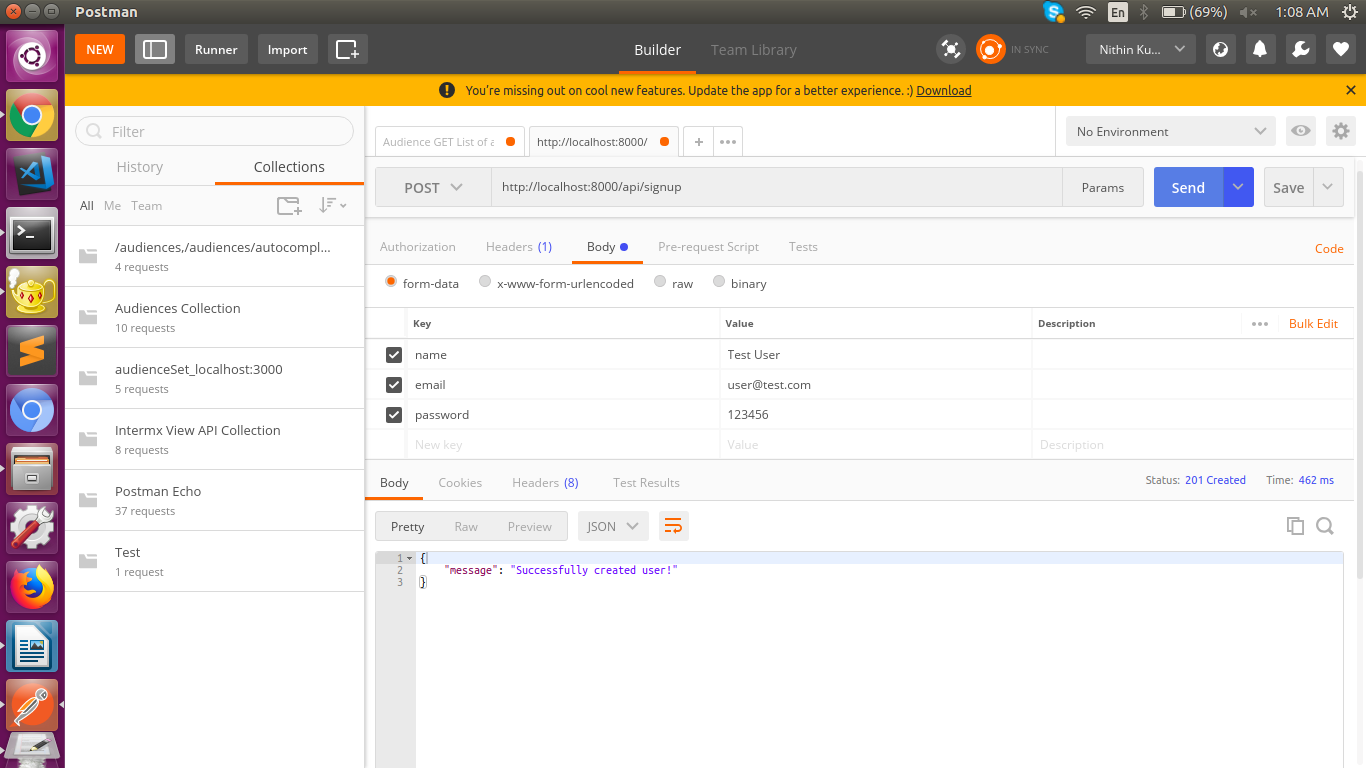 Postman
En
(69%)
1:08 AM
NEW
Runner
Import
Builder
Team Library
IN SYNC
Nithin Ku...
You're missing out on cool new features. Update the app for a better experience. :) Download
Filter
History
Collections
All
Me
Team
/audiences,/audiences/autocompl...
4 requests
Audiences Collection
10 requests
audienceSet_localhost:3000
5 requests
Intermx View API Collection
8 requests
Postman Echo
37 requests
Test
1 request
Audience GET List of a
http://localhost:8000/
No Environment
POST
http://localhost:8000/api/signup
Params
Send
Save
Authorization
Headers (1)
Body
Pre-request Script
Tests
Code
form-data
x-www-form-urlencoded
raw
binary
Key
Value
Description
Bulk Edit
name
Test User
email
user@test.com
password
123456
New key
Value
Description
Body
Cookies
Headers (8)
Test Results
Status: 201 Created
Time: 462 ms
Pretty
Raw
Preview
JSON
1 {
2 "message": "Successfully created user!"
3 }